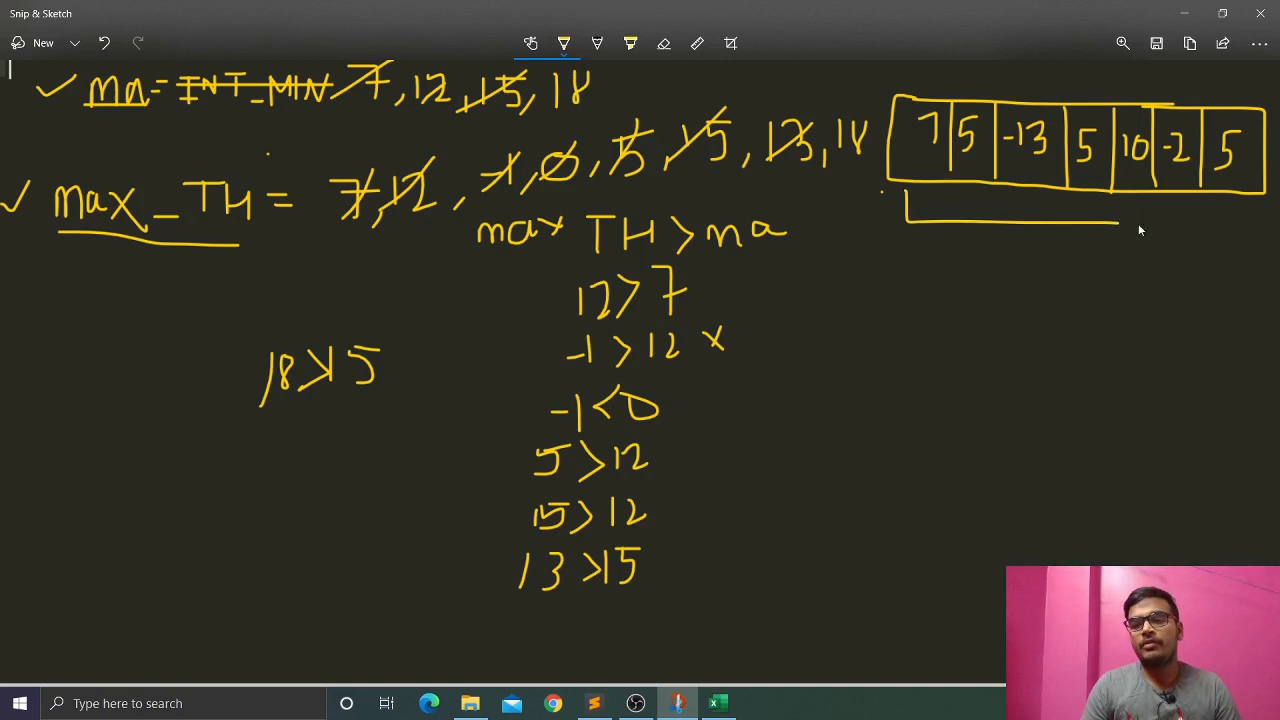 Snip & Sketch
New
ma = INT_MIN, 7, 12, 15, 18
max_TH = 7, 12, -1, 0, 5, 15, 13, 18
7 5 -13 5 10 -2 5
max TH > ma
12 > 7
-1 > 12 x
18 > 15
-1 < 0
5 > 12
15 > 12
13 > 15
Type here to search